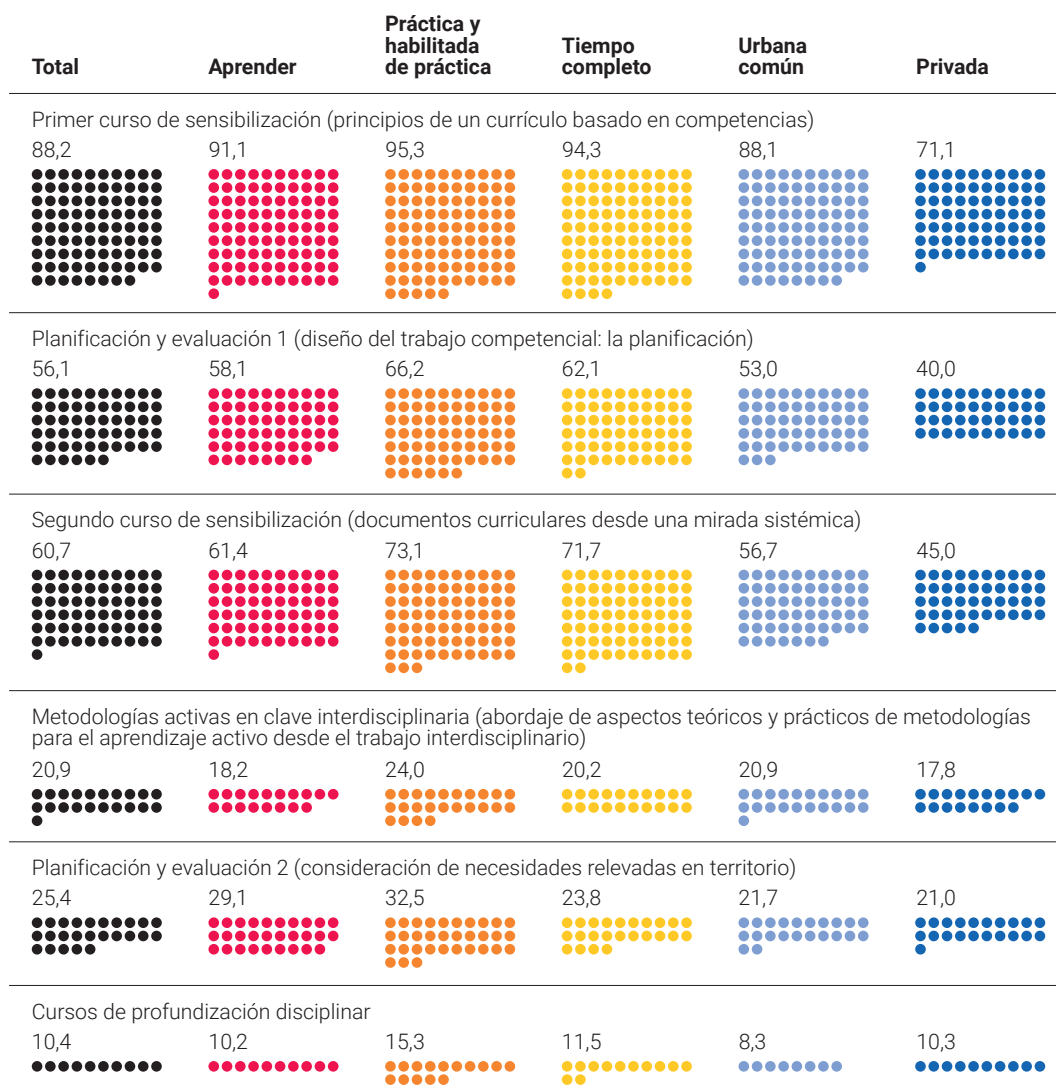 Total Aprender Práctica y habilitada de práctica Tiempo completo Urbana común Privada
Primer curso de sensibilización (principios de un currículo basado en competencias)
88,2 91,1 95,3 94,3 88,1 71,1
Planificación y evaluación 1 (diseño del trabajo competencial: la planificación)
56,1 58,1 66,2 62,1 53,0 40,0
Segundo curso de sensibilización (documentos curriculares desde una mirada sistémica)
60,7 61,4 73,1 71,7 56,7 45,0
Metodologías activas en clave interdisciplinaria (abordaje de aspectos teóricos y prácticos de metodologías
para el aprendizaje activo desde el trabajo interdisciplinario)
20,9 18,2 24,0 20,2 20,9 17,8
Planificación y evaluación 2 (consideración de necesidades relevadas en territorio)
25,4 29,1 32,5 23,8 21,7 21,0
Cursos de profundización disciplinar
10,4 10,2 15,3 11,5 8,3 10,3